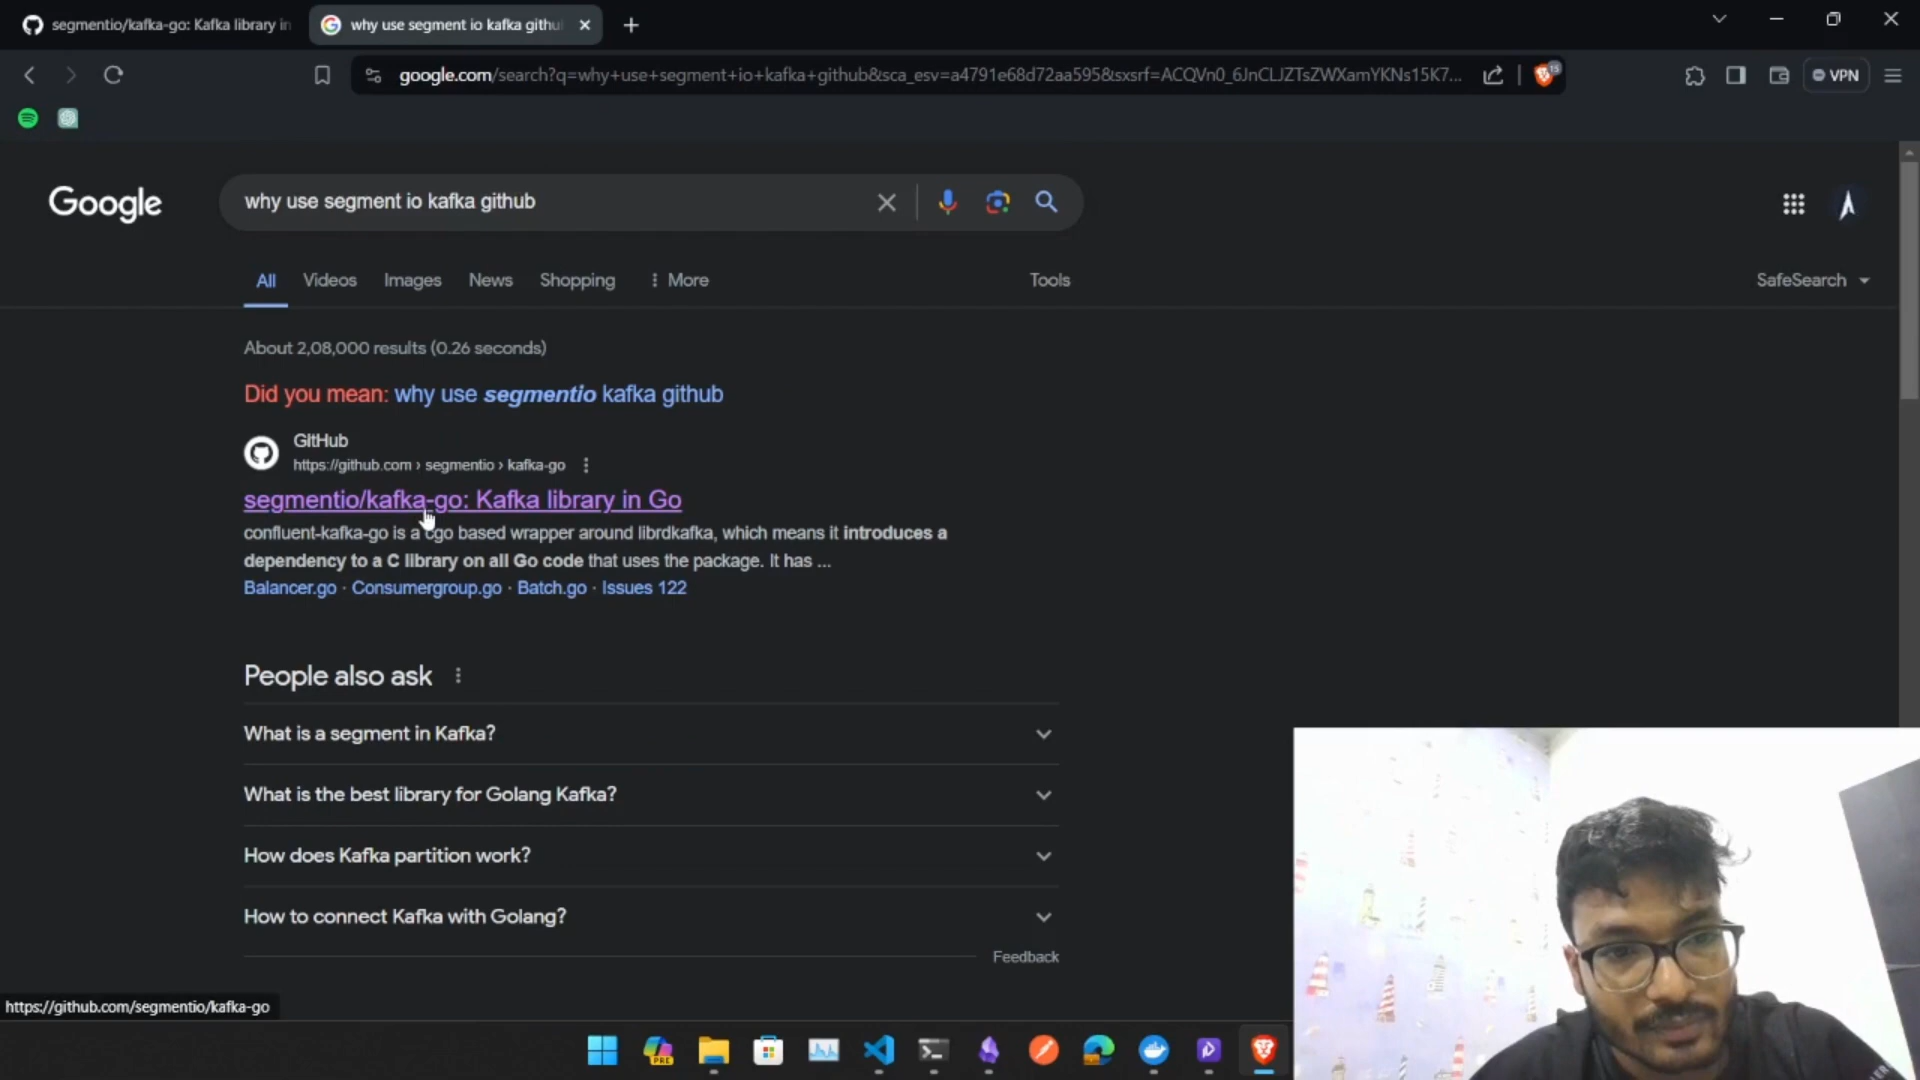 segmentio/kafka-go: Kafka library in
why use segment io kafka githu
google.com/search?q=why+use+segment+io+kafka+github&sca_esv=a4791e68d72aa595&sxsrf=ACQVn0_6JnCLJZTsZWXamYKNs15K7...
15
VPN
Google
why use segment io kafka github
All Videos Images News Shopping More Tools SafeSearch
About 2,08,000 results (0.26 seconds)
Did you mean: why use segmentio kafka github
GitHub
https://github.com › segmentio › kafka-go
segmentio/kafka-go: Kafka library in Go
confluent-kafka-go is a cgo based wrapper around librdkafka, which means it introduces a
dependency to a C library on all Go code that uses the package. It has ...
Balancer.go · Consumergroup.go · Batch.go · Issues 122
People also ask
What is a segment in Kafka?
What is the best library for Golang Kafka?
How does Kafka partition work?
How to connect Kafka with Golang?
Feedback
https://github.com/segmentio/kafka-go
PRE